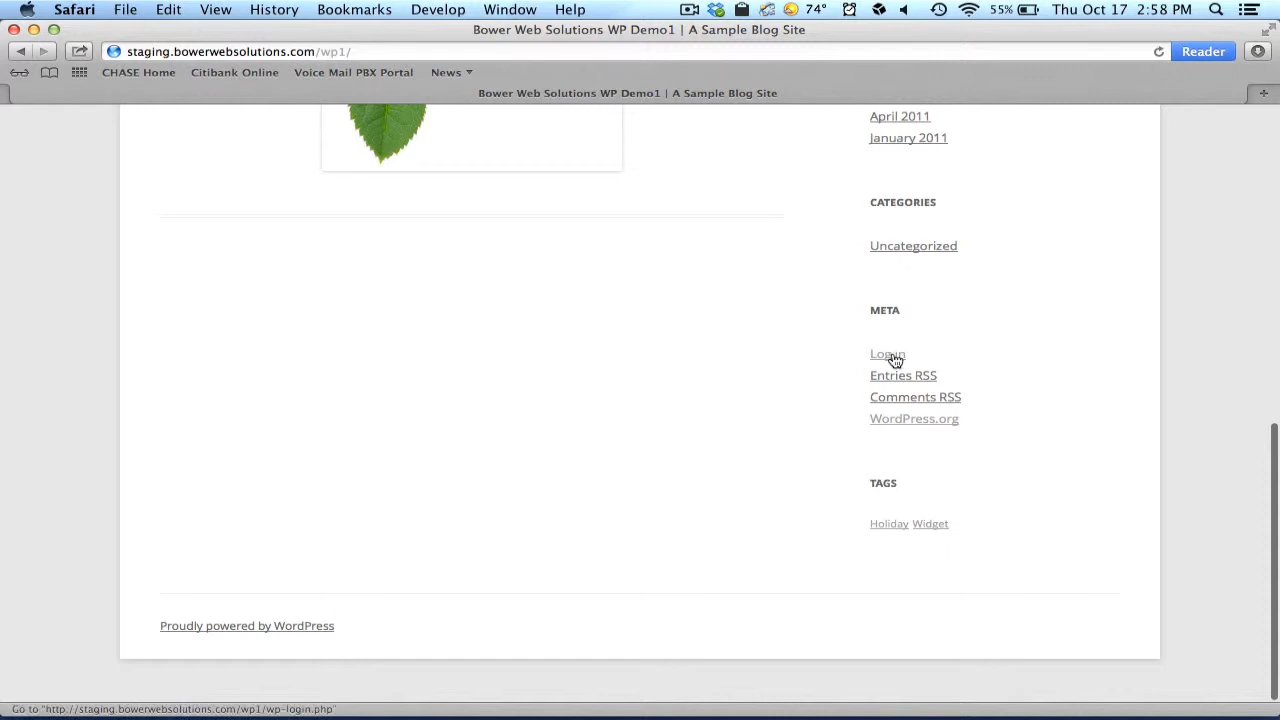 Safari File Edit View History Bookmarks Develop Window Help 74° 55% Thu Oct 17 2:58 PM
Bower Web Solutions WP Demo1 | A Sample Blog Site
staging.bowerwebsolutions.com/wp1/ Reader
CHASE Home Citibank Online Voice Mail PBX Portal News
Bower Web Solutions WP Demo1 | A Sample Blog Site
April 2011
January 2011
CATEGORIES
Uncategorized
META
Log in
Entries RSS
Comments RSS
WordPress.org
TAGS
Holiday Widget
Proudly powered by WordPress
Go to "http://staging.bowerwebsolutions.com/wp1/wp-login.php"